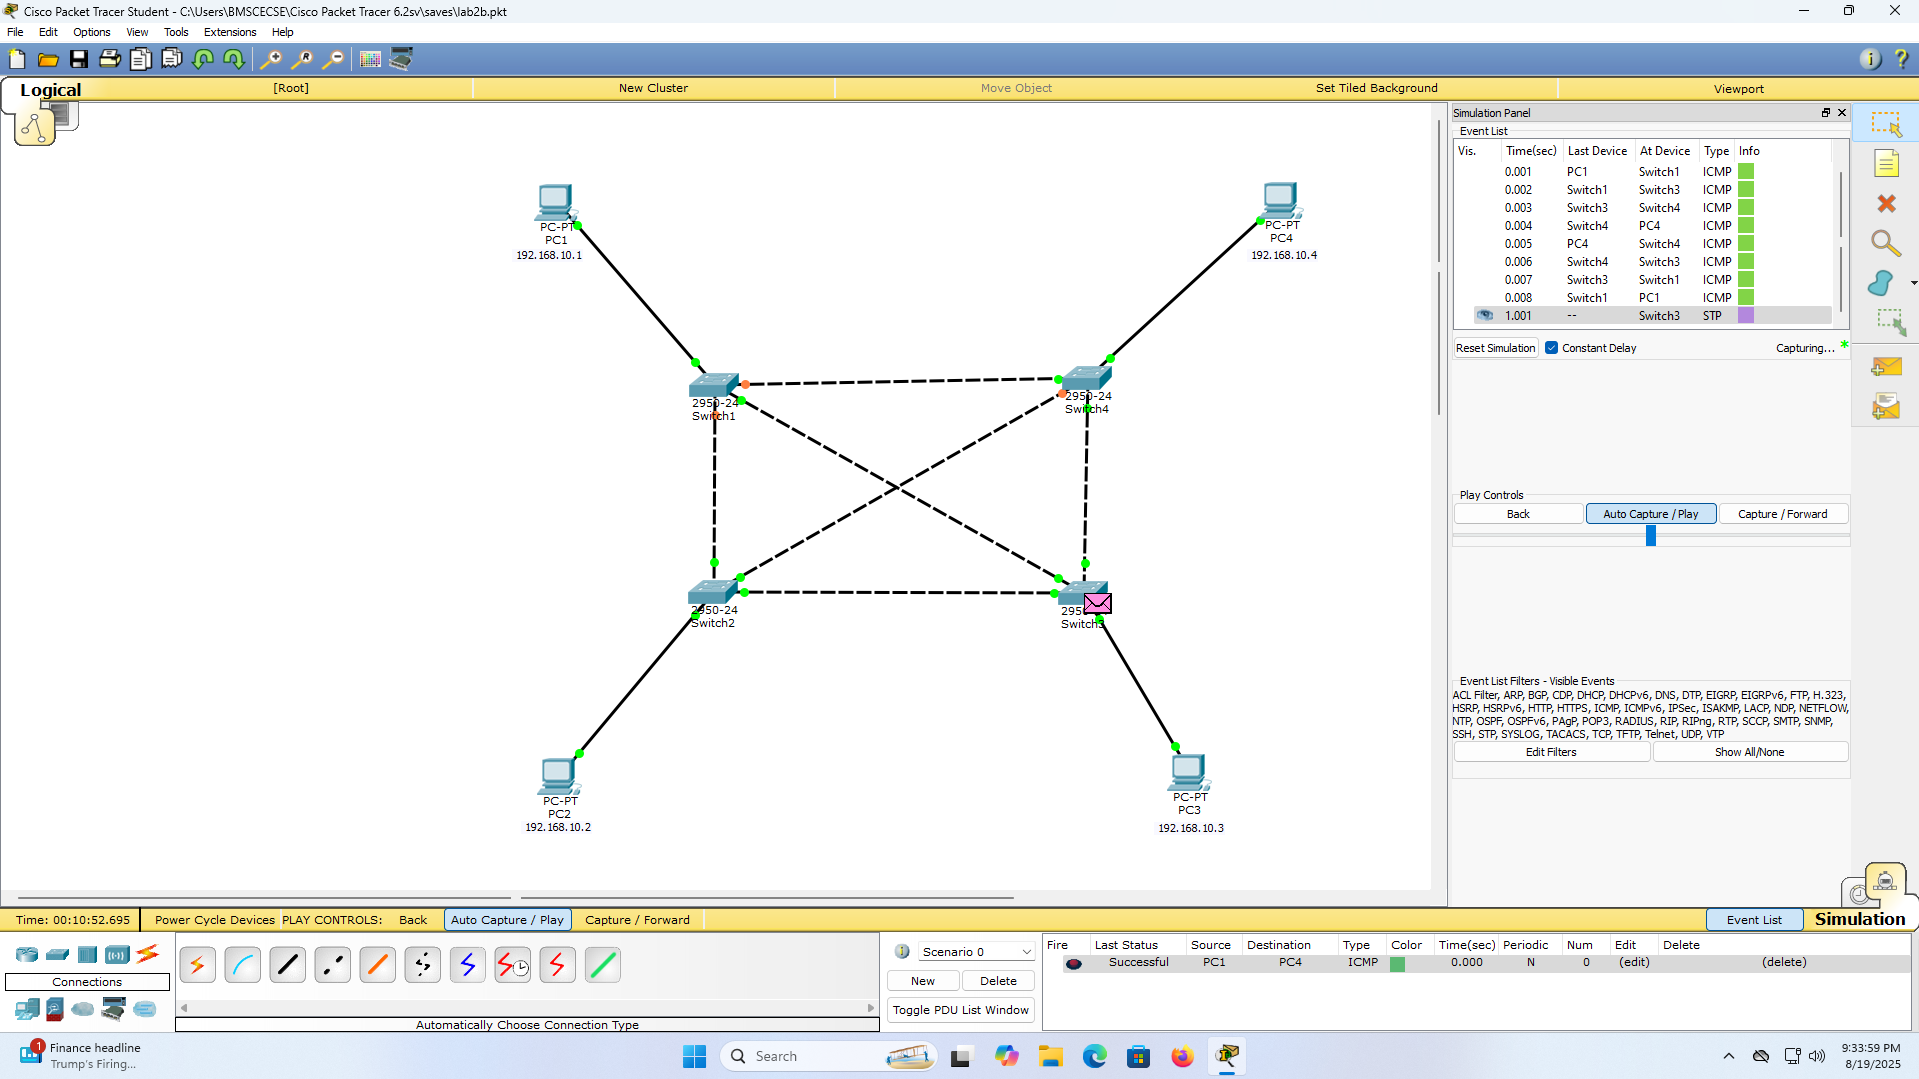 Cisco Packet Tracer Student - C:\Users\BMSCECSE\Cisco Packet Tracer 6.2sv\saves\lab2b.pkt
File Edit Options View Tools Extensions Help
Logical [Root] New Cluster Move Object Set Tiled Background Viewport
PC-PT
PC1
192.168.10.1
PC-PT
PC4
192.168.10.4
2950-24
Switch1
2950-24
Switch4
2950-24
Switch2
2950-24
Switch3
PC-PT
PC2
192.168.10.2
PC-PT
PC3
192.168.10.3
Simulation Panel
Event List
Vis. Time(sec) Last Device At Device Type Info
0.001 PC1 Switch1 ICMP
0.002 Switch1 Switch3 ICMP
0.003 Switch3 Switch4 ICMP
0.004 Switch4 PC4 ICMP
0.005 PC4 Switch4 ICMP
0.006 Switch4 Switch3 ICMP
0.007 Switch3 Switch1 ICMP
0.008 Switch1 PC1 ICMP
1.001 -- Switch3 STP
Reset Simulation Constant Delay Capturing... *
Play Controls
Back Auto Capture / Play Capture / Forward
Event List Filters - Visible Events
ACL Filter, ARP, BGP, CDP, DHCP, DHCPv6, DNS, DTP, EIGRP, EIGRPv6, FTP, H.323,
HSRP, HSRPv6, HTTP, HTTPS, ICMP, ICMPv6, IPSec, ISAKMP, LACP, NDP, NETFLOW,
NTP, OSPF, OSPFv6, PAgP, POP3, RADIUS, RIP, RIPng, RTP, SCCP, SMTP, SNMP,
SSH, STP, SYSLOG, TACACS, TCP, TFTP, Telnet, UDP, VTP
Edit Filters Show All/None
Time: 00:10:52.695 Power Cycle Devices PLAY CONTROLS: Back Auto Capture / Play Capture / Forward Event List Simulation
Connections
Automatically Choose Connection Type
Scenario 0
New Delete
Toggle PDU List Window
Fire Last Status Source Destination Type Color Time(sec) Periodic Num Edit Delete
Successful PC1 PC4 ICMP 0.000 N 0 (edit) (delete)
1
Finance headline
Trump's Firing...
Search
9:33:59 PM
8/19/2025